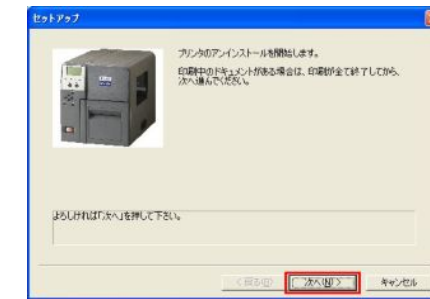 セットアップ
プリンタのアンインストールを開始します。
印刷中のドキュメントがある場合は、印刷が全て終了してから、
次へ進んでください。
よろしければ「次へ」を押して下さい。
< 戻る(B)
次へ(N) >
キャンセル